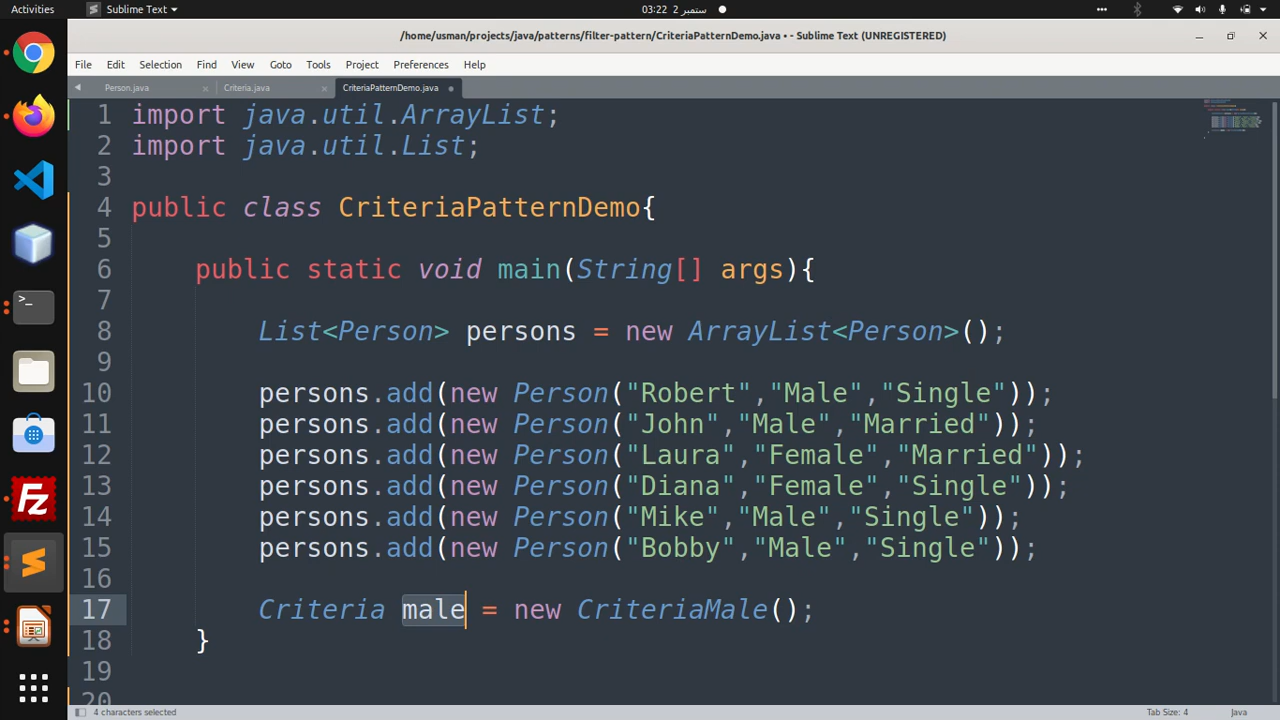 Activities
Sublime Text
03:22 2 ستمبر
/home/usman/projects/java/patterns/filter-pattern/CriteriaPatternDemo.java • - Sublime Text (UNREGISTERED)
File Edit Selection Find View Goto Tools Project Preferences Help
Person.java Criteria.java CriteriaPatternDemo.java
1 import java.util.ArrayList;
2 import java.util.List;
3
4 public class CriteriaPatternDemo{
5
6 public static void main(String[] args){
7
8 List<Person> persons = new ArrayList<Person>();
9
10 persons.add(new Person("Robert","Male","Single"));
11 persons.add(new Person("John","Male","Married"));
12 persons.add(new Person("Laura","Female","Married"));
13 persons.add(new Person("Diana","Female","Single"));
14 persons.add(new Person("Mike","Male","Single"));
15 persons.add(new Person("Bobby","Male","Single"));
16
17 Criteria male = new CriteriaMale();
18 }
19
20
4 characters selected
Tab Size: 4
Java